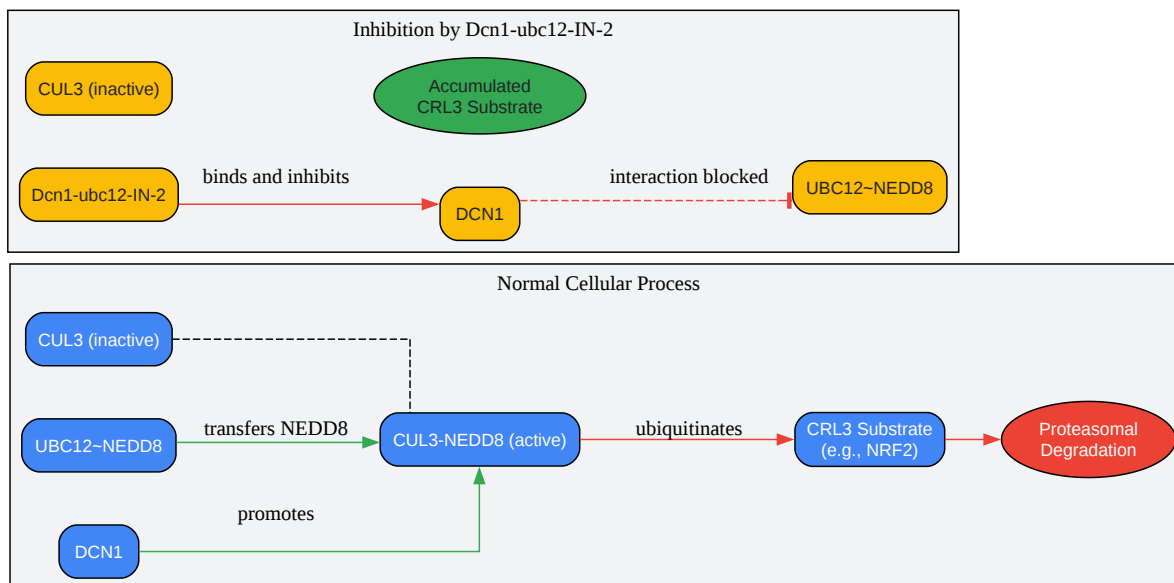 Inhibition by Dcn1-ubc12-IN-2
CUL3 (inactive)
Accumulated
CRL3 Substrate
Dcn1-ubc12-IN-2
binds and inhibits
DCN1
interaction blocked
UBC12~NEDD8
Normal Cellular Process
CUL3 (inactive)
UBC12~NEDD8
transfers NEDD8
CUL3-NEDD8 (active)
ubiquitinates
CRL3 Substrate
(e.g., NRF2)
Proteasomal
Degradation
promotes
DCN1